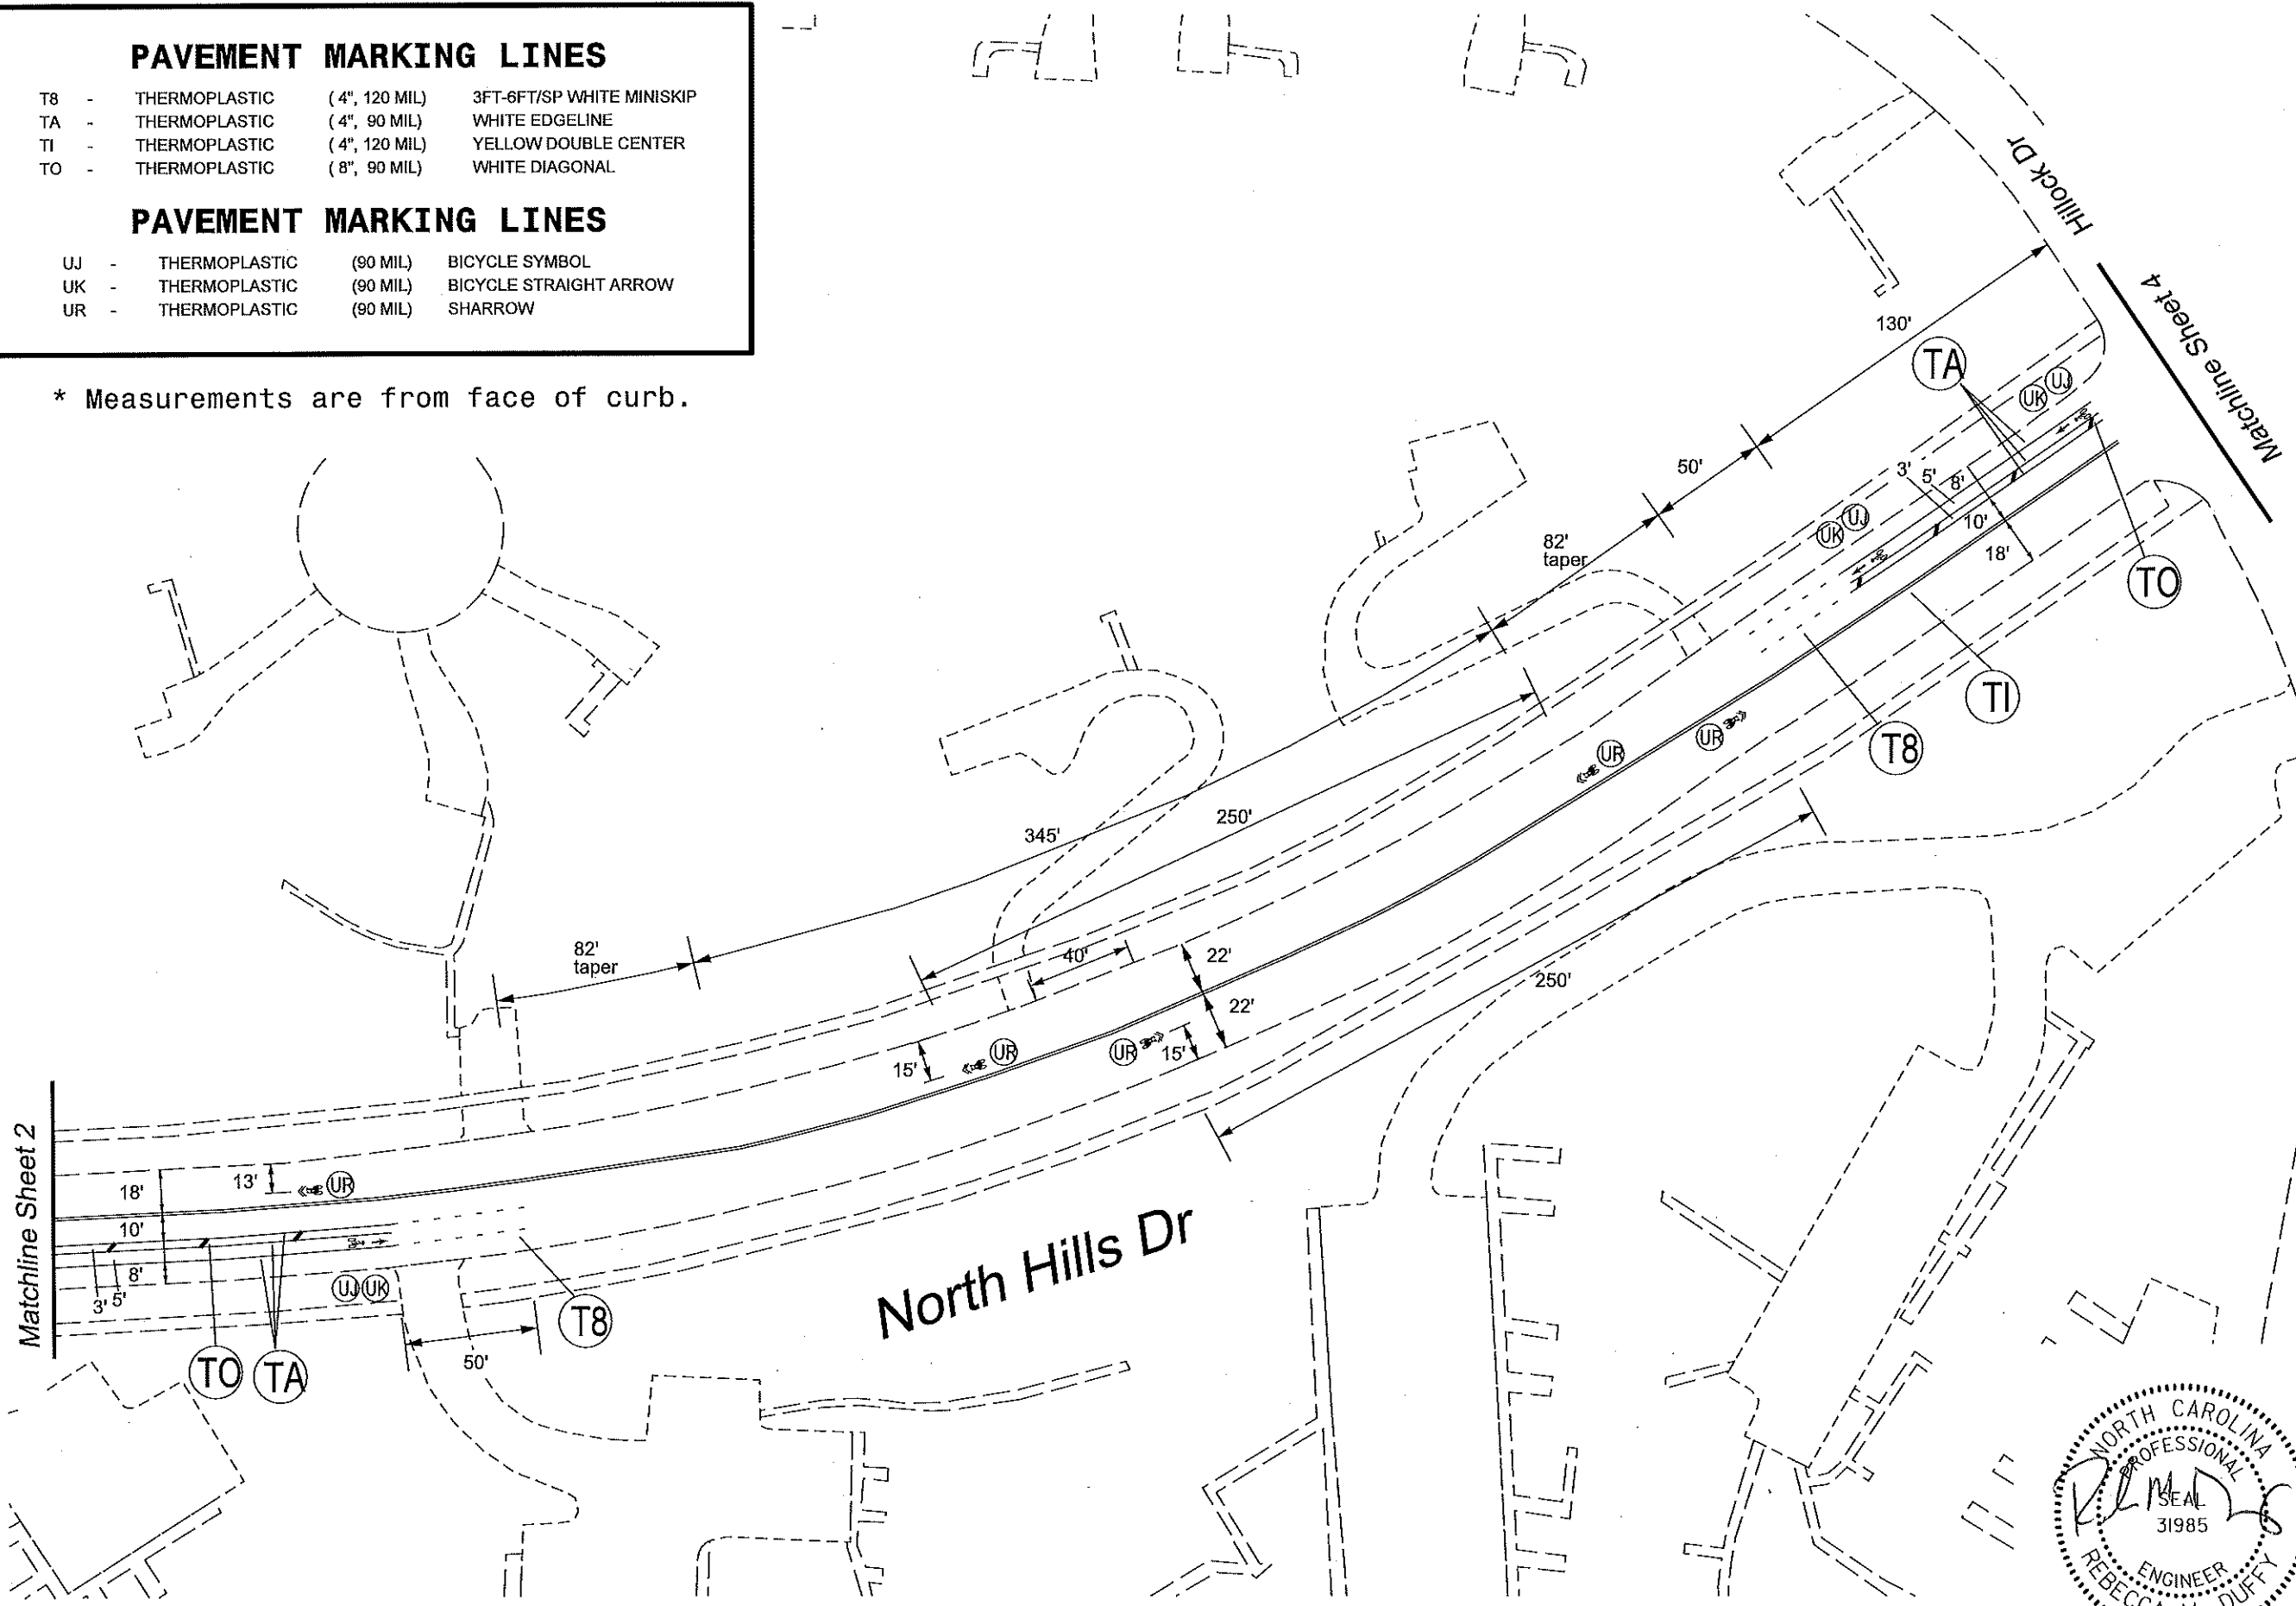 PAVEMENT MARKING LINES
T8 - THERMOPLASTIC ( 4", 120 MIL) 3FT-6FT/SP WHITE MINISKIP
TA - THERMOPLASTIC ( 4", 90 MIL) WHITE EDGELINE
TI - THERMOPLASTIC ( 4", 120 MIL) YELLOW DOUBLE CENTER
TO - THERMOPLASTIC ( 8", 90 MIL) WHITE DIAGONAL
PAVEMENT MARKING LINES
UJ - THERMOPLASTIC (90 MIL) BICYCLE SYMBOL
UK - THERMOPLASTIC (90 MIL) BICYCLE STRAIGHT ARROW
UR - THERMOPLASTIC (90 MIL) SHARROW
* Measurements are from face of curb.
Hillock Dr
Matchline Sheet 4
130'
TA
UK UJ
50'
3' 5' 8'
10'
18'
UK UJ
82'
taper
TO
TI
T8
UR
UR
250'
345'
82'
taper
40'
22'
22'
250'
15'
UR
UR
15'
Matchline Sheet 2
18'
13'
UR
10'
8'
3' 5'
UJ UK
T8
TO
TA
50'
North Hills Dr
NORTH CAROLINA
PROFESSIONAL
SEAL
31985
ENGINEER
DUFFY